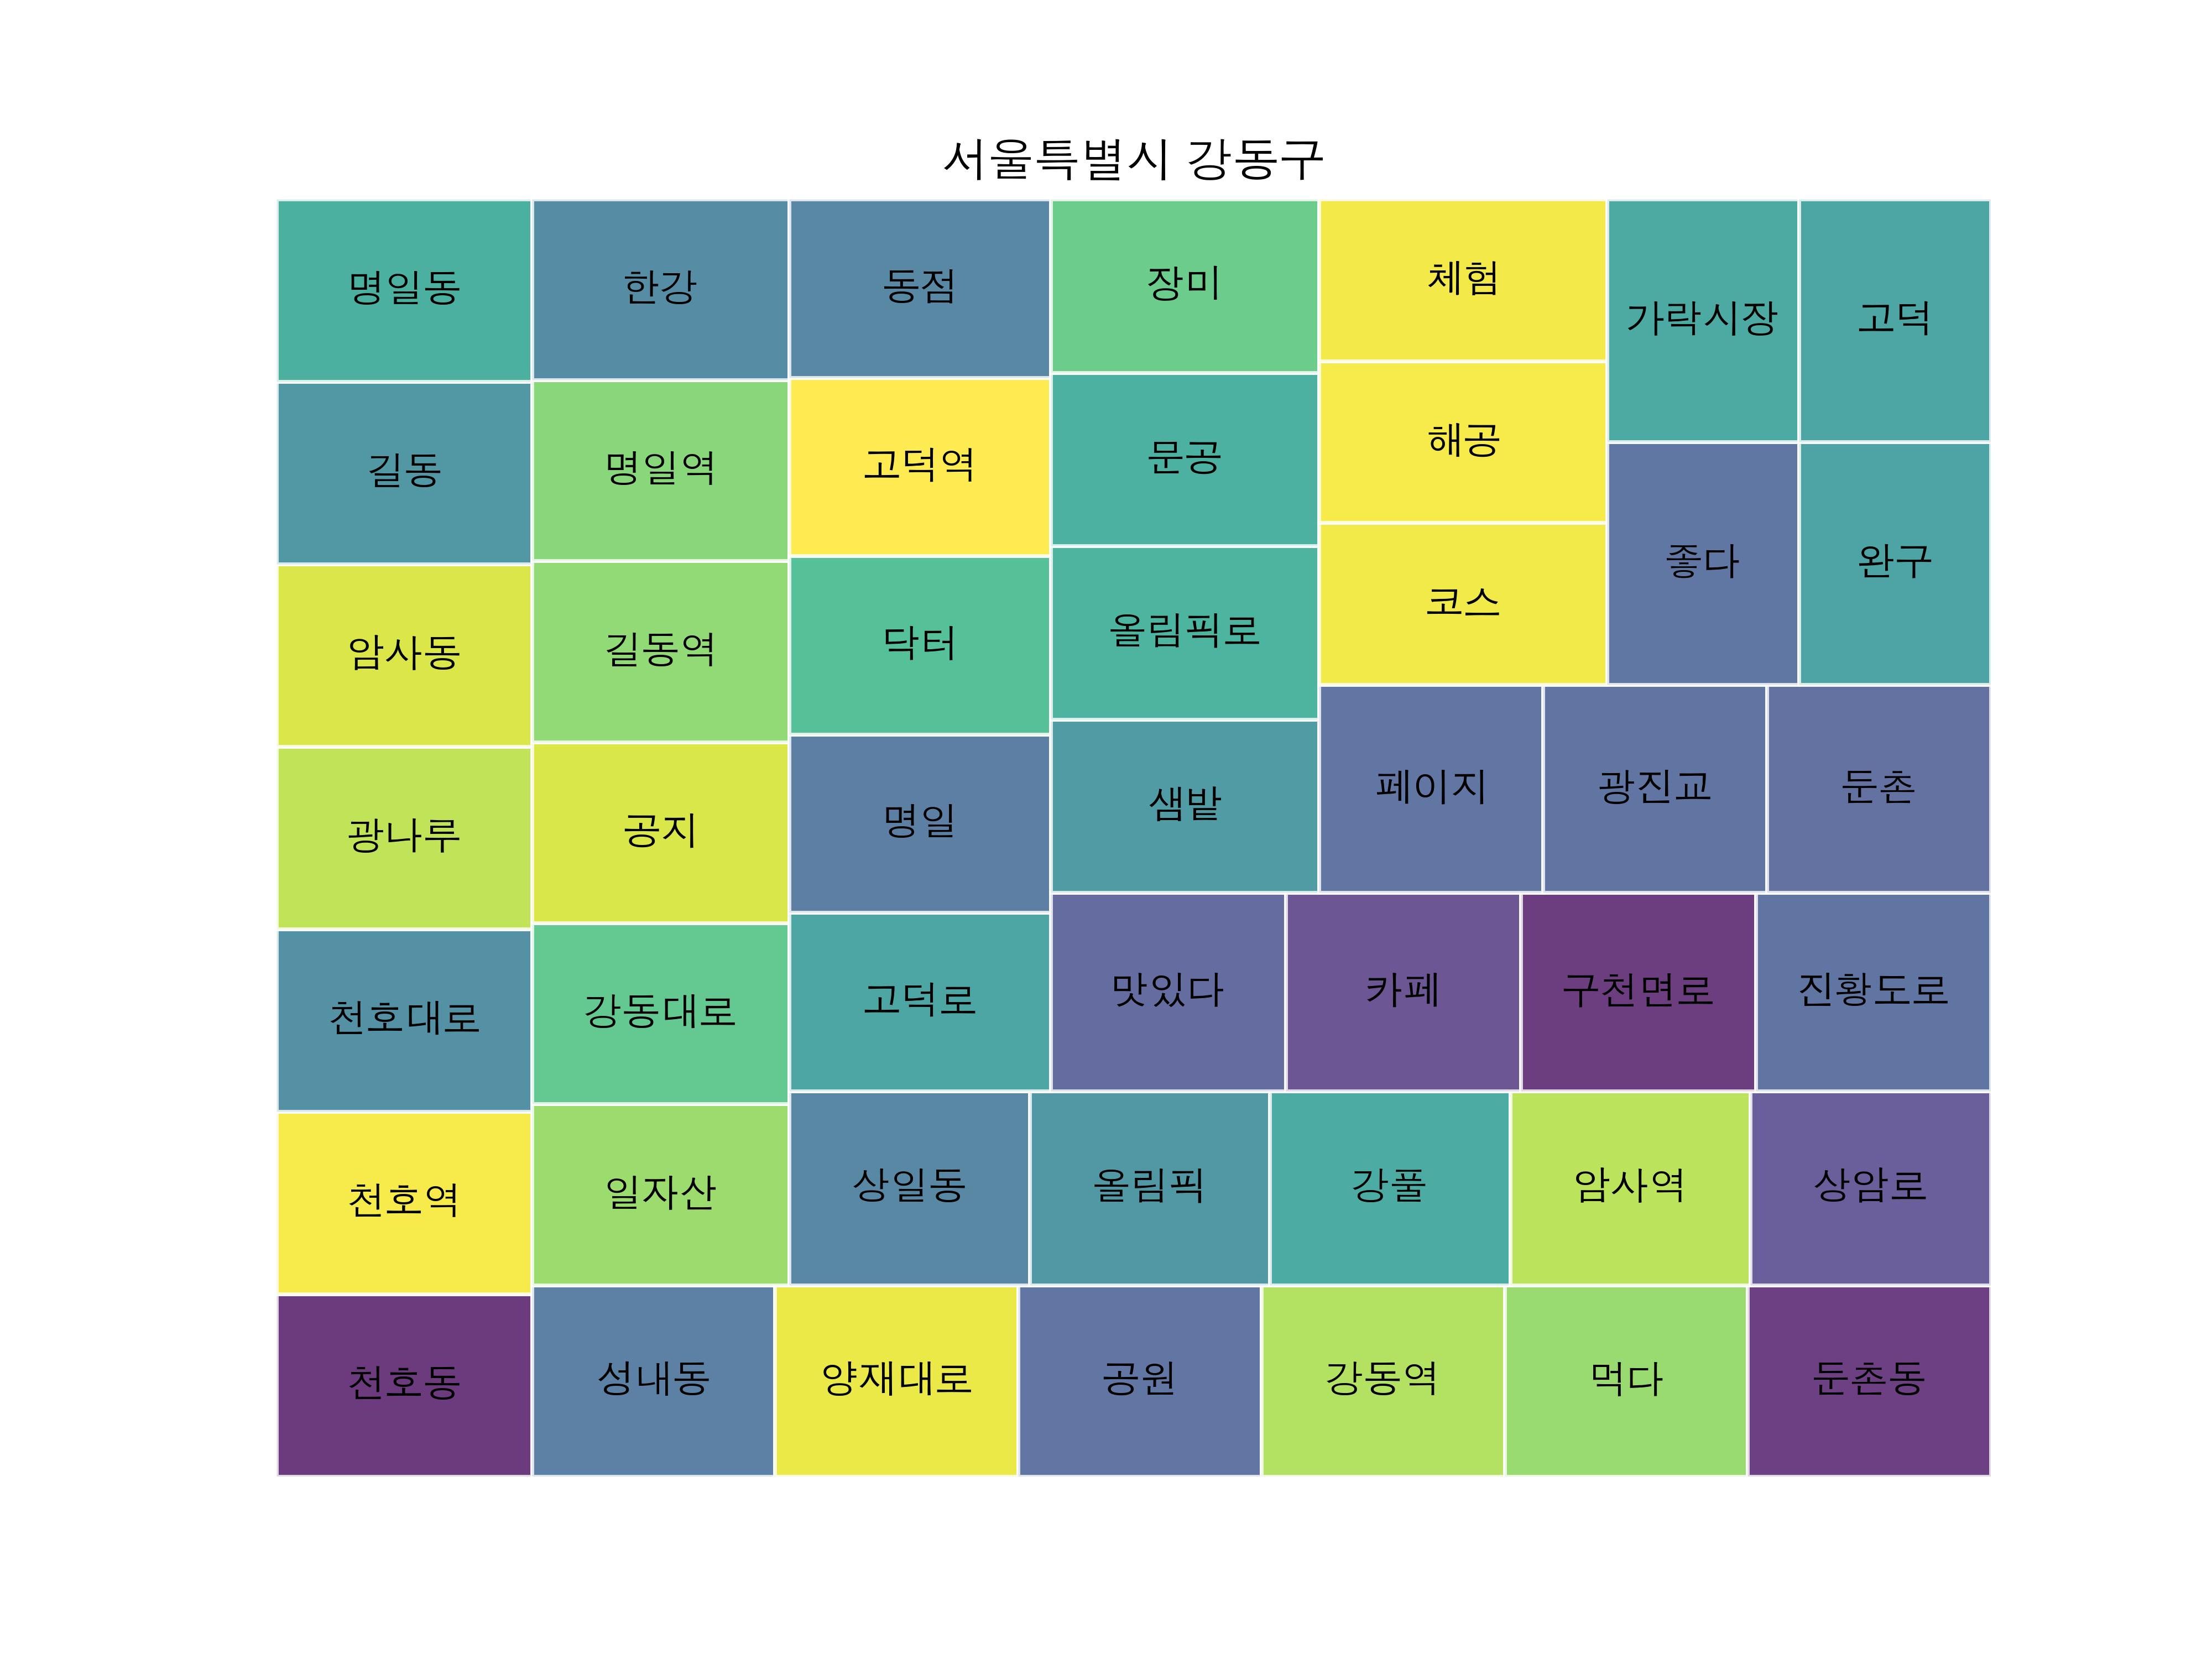 서울특별시 강동구
명일동
한강
동점
장미
체험
가락시장
고덕
길동
명일역
고덕역
문공
해공
좋다
완구
암사동
길동역
닥터
올림픽로
코스
광나루
공지
명일
샘밭
페이지
광진교
둔촌
천호대로
강동대로
고덕로
맛있다
카페
구천면로
진황도로
천호역
일자산
상일동
올림픽
강풀
암사역
상암로
천호동
성내동
양재대로
공원
강동역
먹다
둔촌동